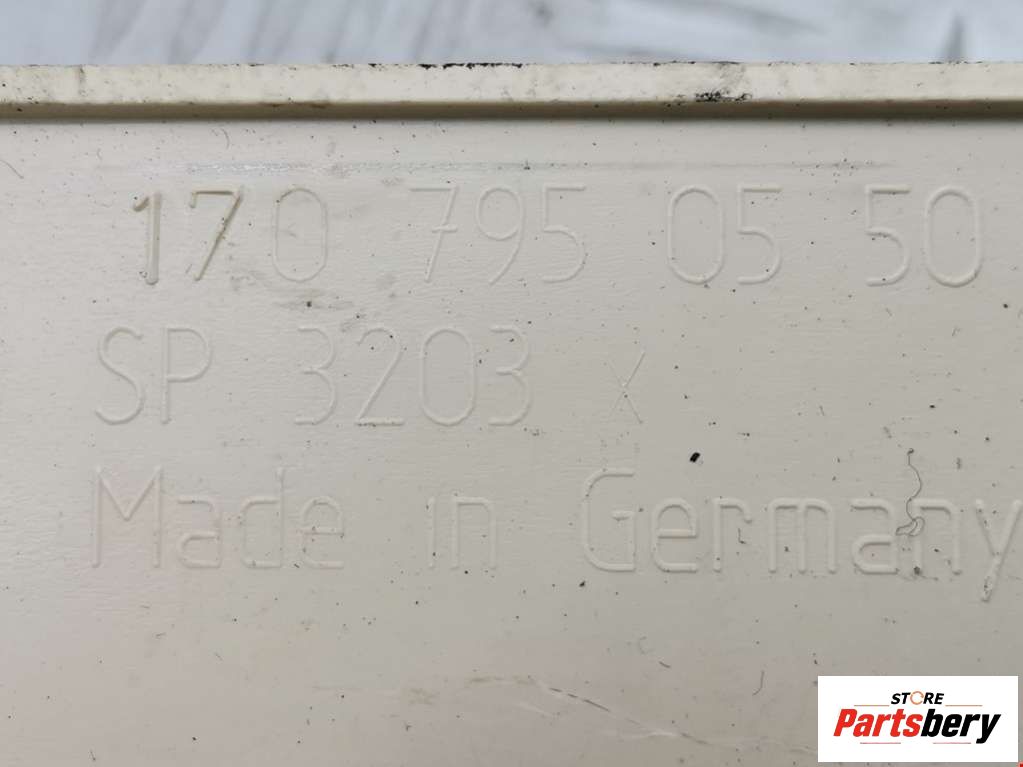 170 795 05 50
SP 3203 X
Made in Germany
STORE
Partsbery